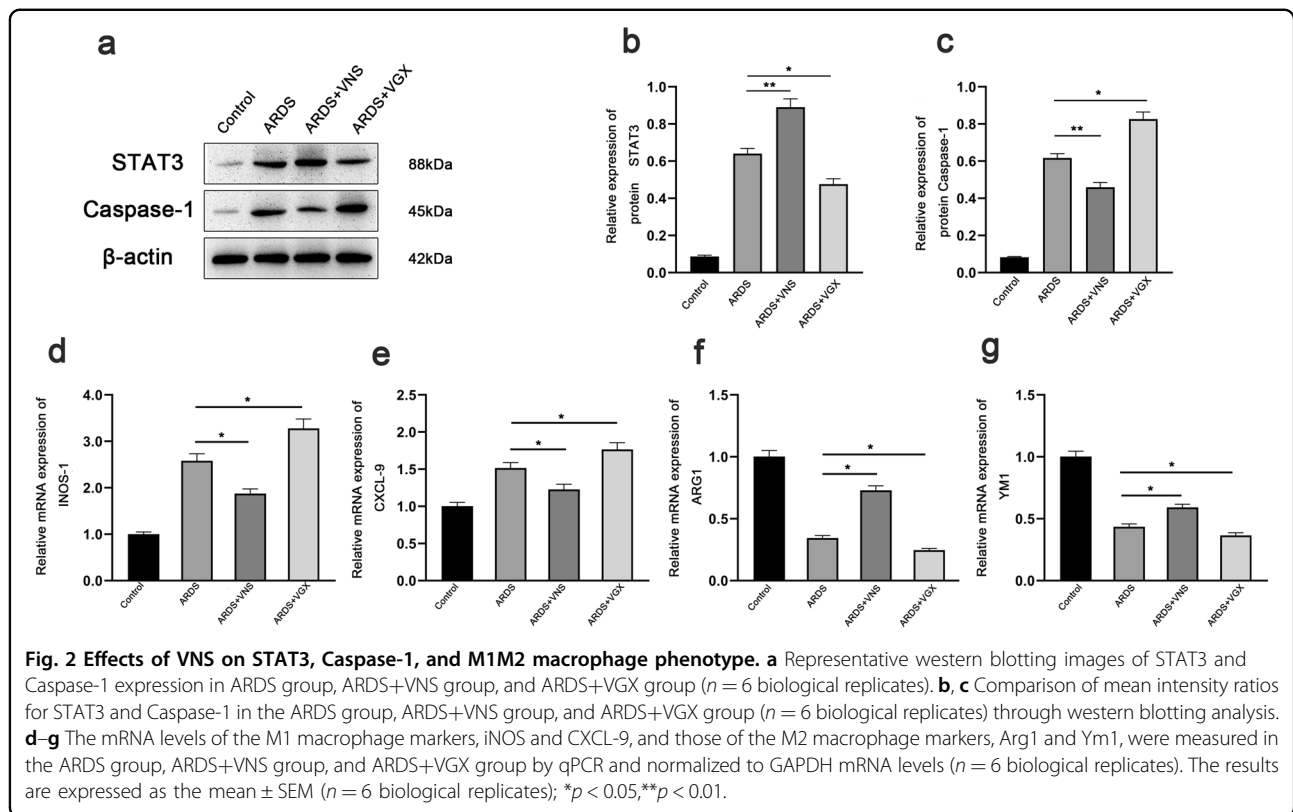 a
Control
ARDS
ARDS+VNS
ARDS+VGX
STAT3
88kDa
Caspase-1
45kDa
β-actin
42kDa
b
Relative expression of
protein STAT3
1.0
0.8
0.6
0.4
0.2
0.0
*
**
Control
ARDS
ARDS+VNS
ARDS+VGX
c
Relative expression of
protein Caspase-1
1.0
0.8
0.6
0.4
0.2
0.0
*
**
Control
ARDS
ARDS+VNS
ARDS+VGX
d
Relative mRNA expression of
INOS-1
4.0
3.0
2.0
1.0
0.0
*
*
Control
ARDS
ARDS+VNS
ARDS+VGX
e
Relative mRNA expression of
CXCL-9
2.5
2.0
1.5
1.0
0.5
0.0
*
*
Control
ARDS
ARDS+VNS
ARDS+VGX
f
Relative mRNA expression of
ARG1
1.5
1.0
0.5
0.0
*
*
Control
ARDS
ARDS+VNS
ARDS+VGX
g
Relative mRNA expression of
YM1
1.5
1.0
0.5
0.0
*
*
Control
ARDS
ARDS+VNS
ARDS+VGX
Fig. 2 Effects of VNS on STAT3, Caspase-1, and M1M2 macrophage phenotype. a Representative western blotting images of STAT3 and
Caspase-1 expression in ARDS group, ARDS+VNS group, and ARDS+VGX group (n = 6 biological replicates). b, c Comparison of mean intensity ratios
for STAT3 and Caspase-1 in the ARDS group, ARDS+VNS group, and ARDS+VGX group (n = 6 biological replicates) through western blotting analysis.
d–g The mRNA levels of the M1 macrophage markers, iNOS and CXCL-9, and those of the M2 macrophage markers, Arg1 and Ym1, were measured in
the ARDS group, ARDS+VNS group, and ARDS+VGX group by qPCR and normalized to GAPDH mRNA levels (n = 6 biological replicates). The results
are expressed as the mean ± SEM (n = 6 biological replicates); *p < 0.05,**p < 0.01.